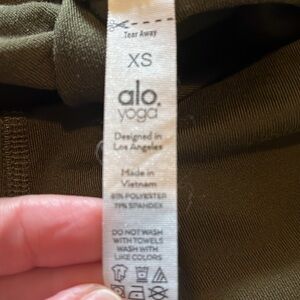 Tear Away
XS
alo.
yoga
Designed in
Los Angeles
Made in
Vietnam
81% POLYESTER
19% SPANDEX
DO NOT WASH
WITH TOWELS
WASH WITH
LIKE COLORS